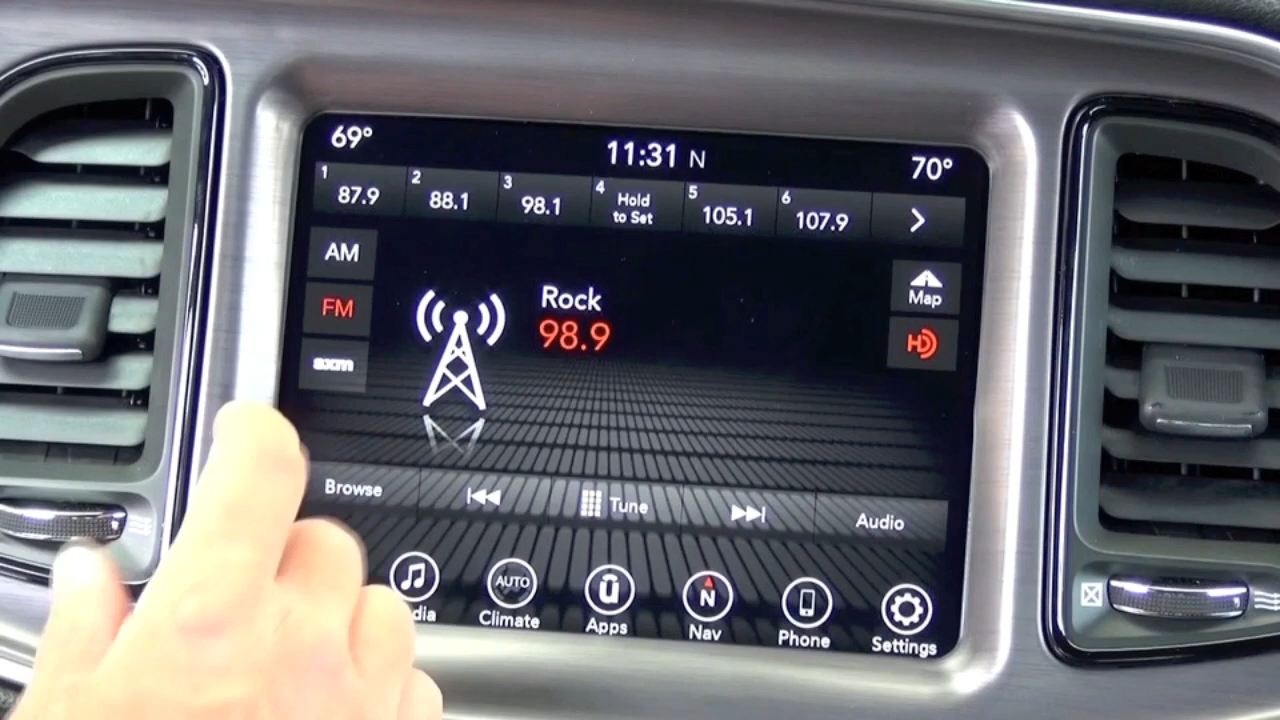 69°
11:31 N
70°
1 87.9
2 88.1
3 98.1
4 Hold
to Set
5 105.1
6 107.9
AM
FM
sxm
Rock
98.9
Map
HD
Browse
Tune
Audio
dia
AUTO
Climate
Apps
N
Nav
Phone
Settings